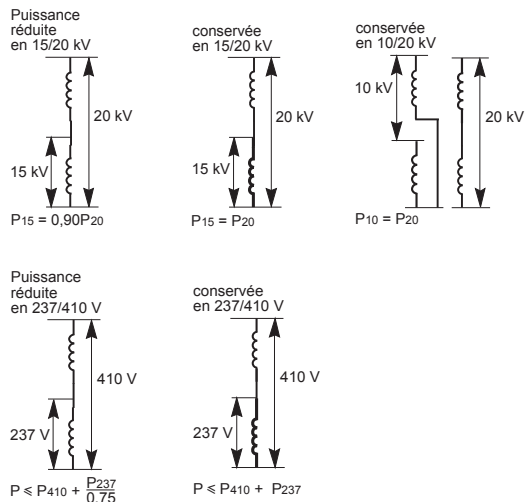 Puissance
réduite
en 15/20 kV
20 kV
15 kV
P15 = 0,90P20
conservée
en 15/20 kV
20 kV
15 kV
P15 = P20
conservée
en 10/20 kV
10 kV
20 kV
P10 = P20
Puissance
réduite
en 237/410 V
410 V
237 V
P ≤ P410 + P237
0.75
conservée
en 237/410 V
410 V
237 V
P ≤ P410 + P237